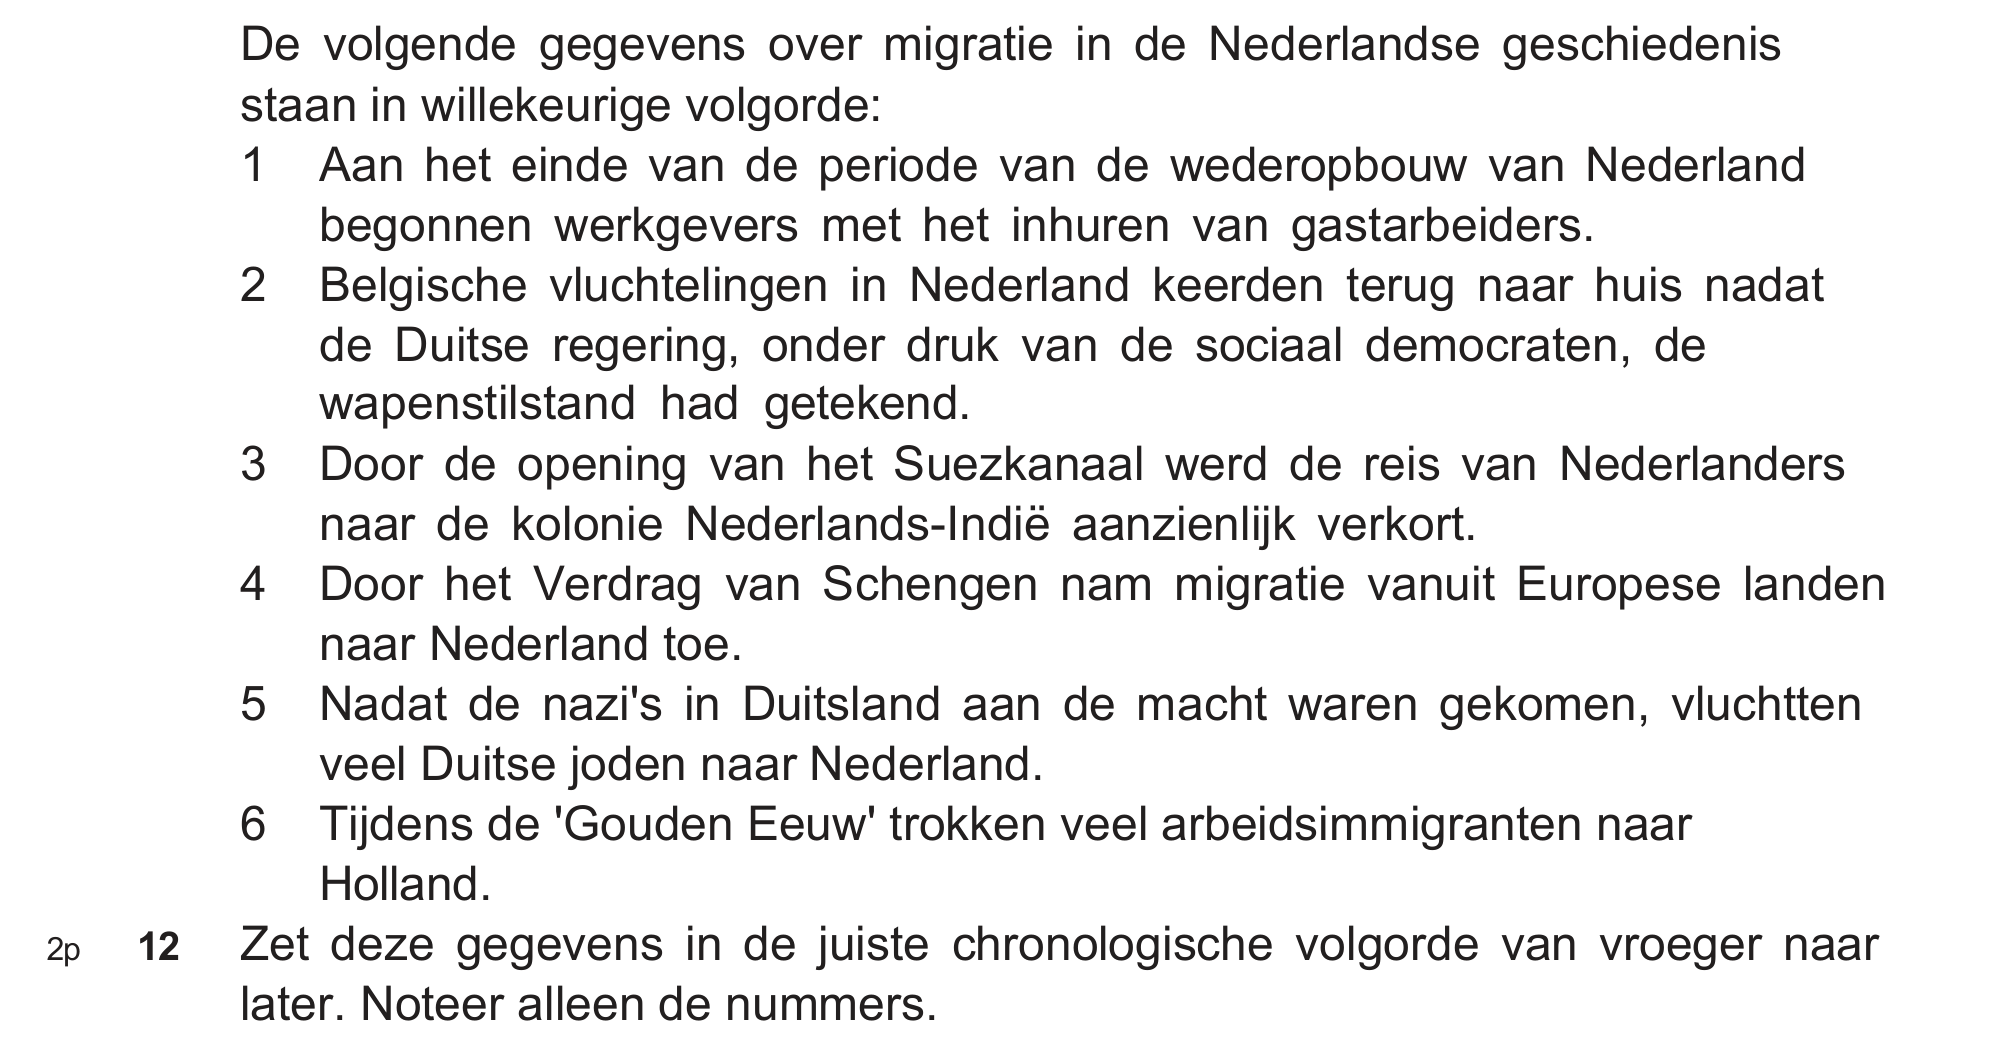 De volgende gegevens over migratie in de Nederlandse geschiedenis
staan in willekeurige volgorde:
1 Aan het einde van de periode van de wederopbouw van Nederland
begonnen werkgevers met het inhuren van gastarbeiders.
2 Belgische vluchtelingen in Nederland keerden terug naar huis nadat
de Duitse regering, onder druk van de sociaal democraten, de
wapenstilstand had getekend.
3 Door de opening van het Suezkanaal werd de reis van Nederlanders
naar de kolonie Nederlands-Indië aanzienlijk verkort.
4 Door het Verdrag van Schengen nam migratie vanuit Europese landen
naar Nederland toe.
5 Nadat de nazi's in Duitsland aan de macht waren gekomen, vluchtten
veel Duitse joden naar Nederland.
6 Tijdens de 'Gouden Eeuw' trokken veel arbeidsimmigranten naar
Holland.
2p 12 Zet deze gegevens in de juiste chronologische volgorde van vroeger naar
later. Noteer alleen de nummers.